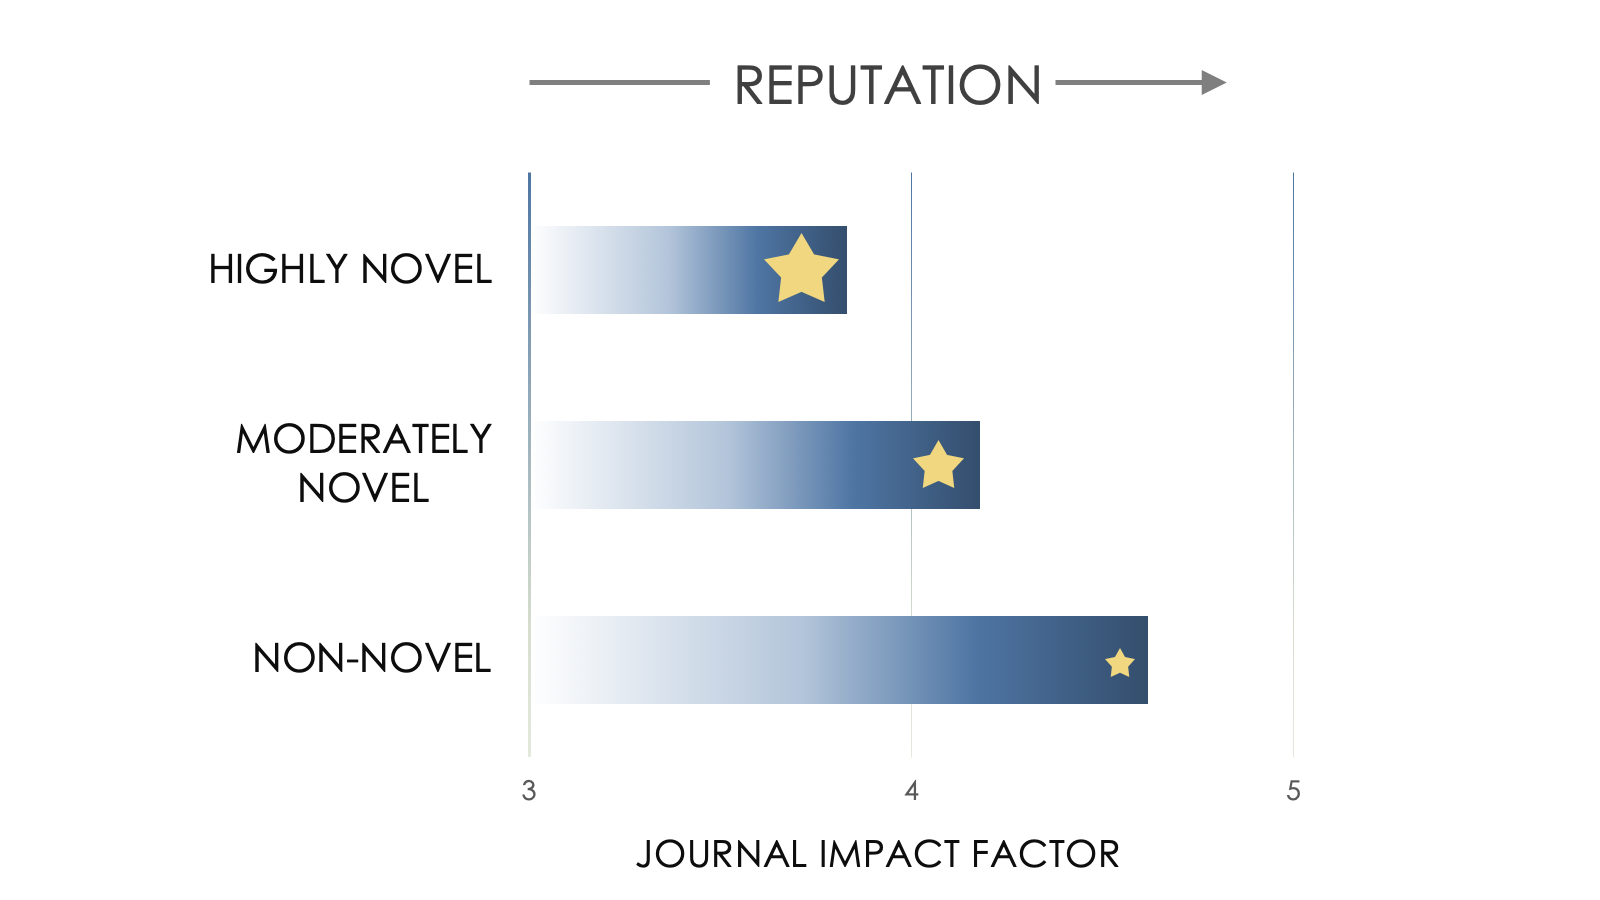 REPUTATION
HIGHLY NOVEL
MODERATELY
NOVEL
NON-NOVEL
3
4
5
JOURNAL IMPACT FACTOR